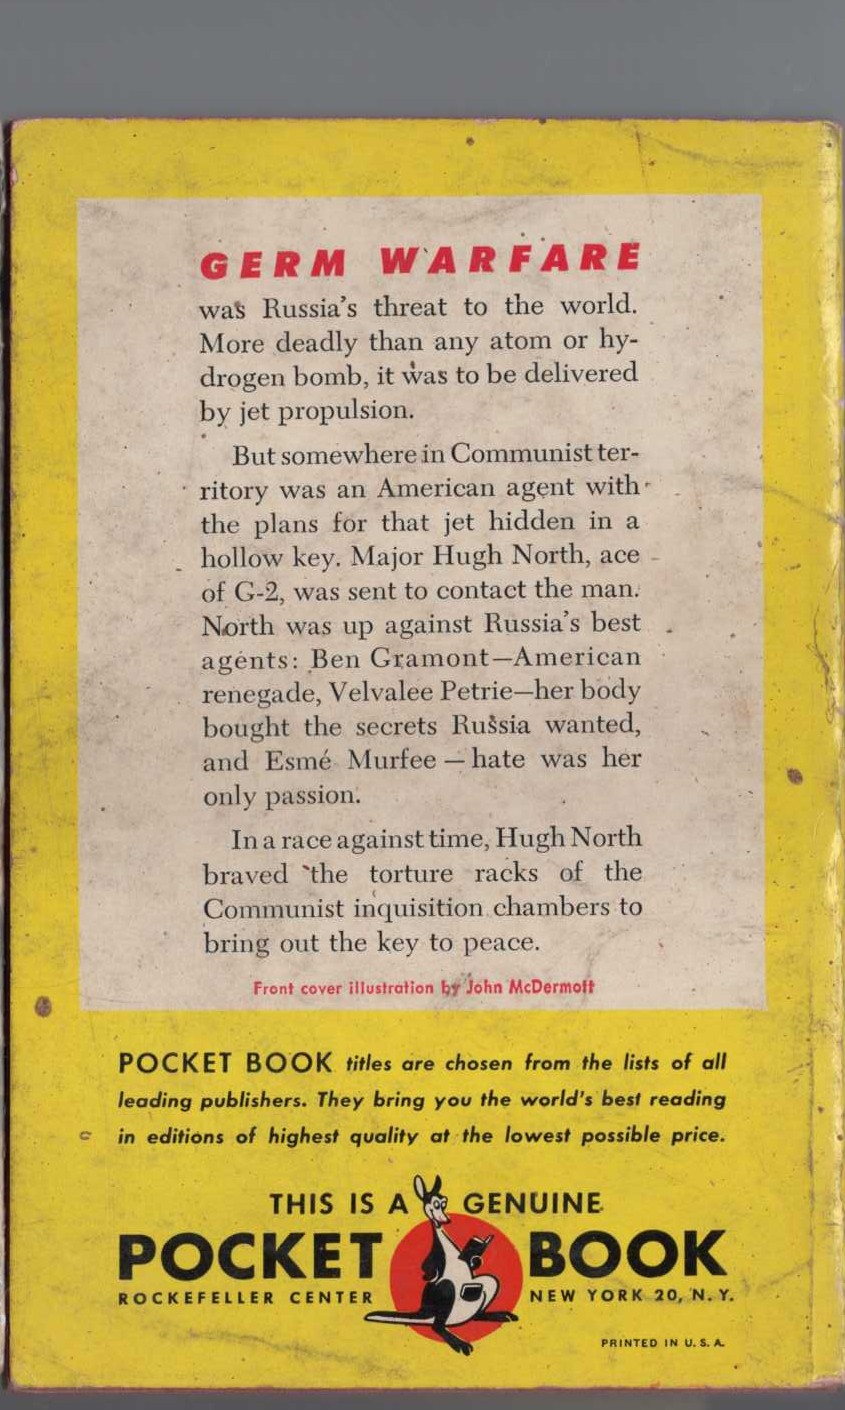 GERM WARFARE
was Russia's threat to the world.
More deadly than any atom or hy-
drogen bomb, it was to be delivered
by jet propulsion.
But somewhere in Communist ter-
ritory was an American agent with
the plans for that jet hidden in a
hollow key. Major Hugh North, ace
of G-2, was sent to contact the man.
North was up against Russia's best
agents: Ben Gramont—American
renegade, Velvalee Petrie—her body
bought the secrets Russia wanted,
and Esmé Murfee — hate was her
only passion.
In a race against time, Hugh North
braved the torture racks of the
Communist inquisition chambers to
bring out the key to peace.
Front cover illustration by John McDermott
POCKET BOOK titles are chosen from the lists of all
leading publishers. They bring you the world's best reading
in editions of highest quality at the lowest possible price.
THIS IS A GENUINE
POCKET BOOK
ROCKEFELLER CENTER NEW YORK 20, N. Y.
PRINTED IN U. S. A.